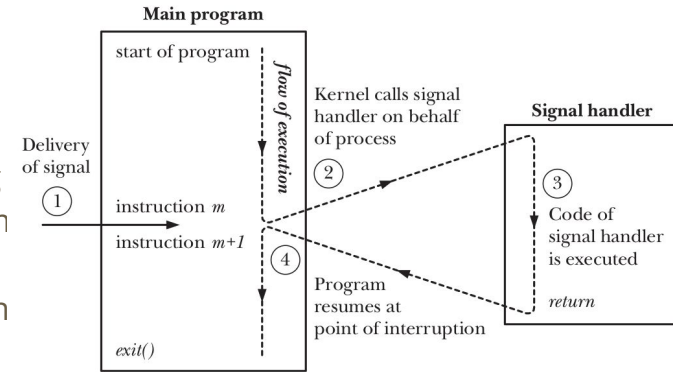 Main program
start of program
flow of execution
Delivery
of signal
1
instruction m
instruction m+1
exit()
Kernel calls signal
handler on behalf
of process
2
Signal handler
3
Code of
signal handler
is executed
return
4
Program
resumes at
point of interruption